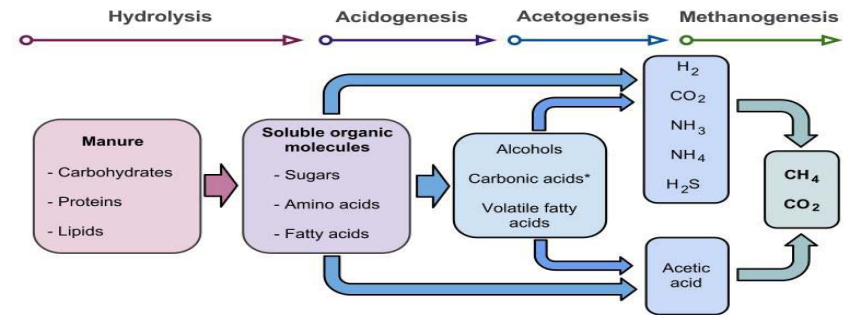 Hydrolysis
Acidogenesis
Acetogenesis
Methanogenesis
Manure
- Carbohydrates
- Proteins
- Lipids
Soluble organic
molecules
- Sugars
- Amino acids
- Fatty acids
Alcohols
Carbonic acids*
Volatile fatty
acids
H₂
CO₂
NH₃
NH₄
H₂S
Acetic
acid
CH₄
CO₂